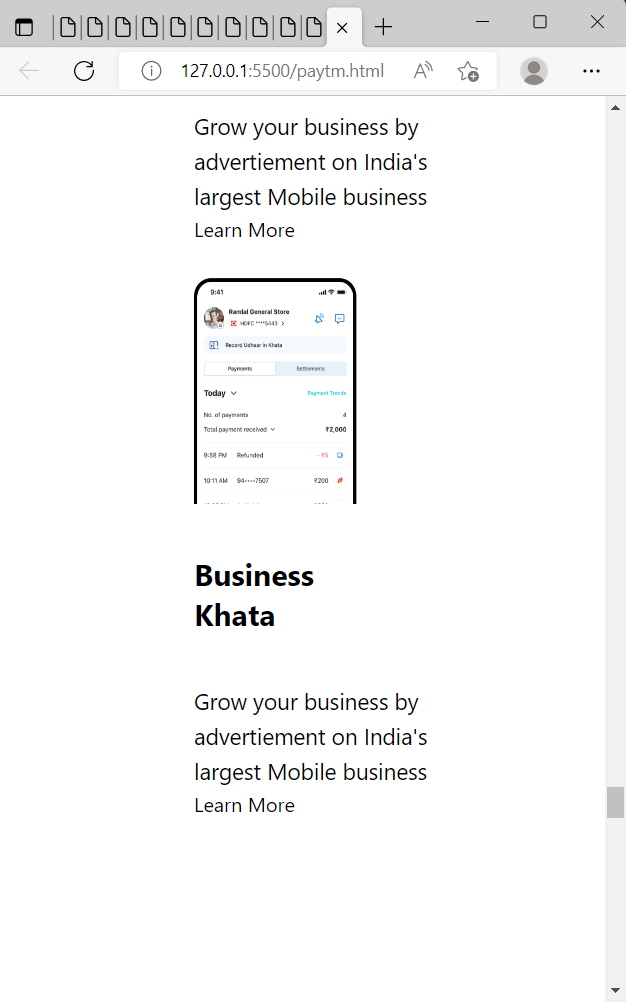 127.0.0.1:5500/paytm.html
Grow your business by
advertiement on India's
largest Mobile business
Learn More
9:41
Ramlal General Store
HDFC ****5443
Record Udhaar in Khata
Payments Settlements
Today Payment Trends
No. of payments 4
Total payment received ₹2,000
9:58 PM Refunded - ₹5
10:11 AM 94••••7507 ₹200
Business
Khata
Grow your business by
advertiement on India's
largest Mobile business
Learn More